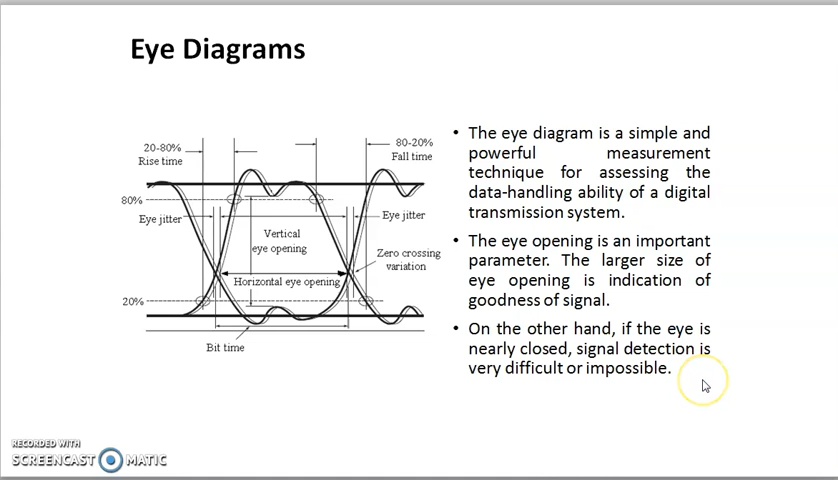 Eye Diagrams
20-80%
Rise time
80-20%
Fall time
80%
Eye jitter
Eye jitter
Vertical
eye opening
Zero crossing
variation
Horizontal eye opening
20%
Bit time
• The eye diagram is a simple and
powerful measurement
technique for assessing the
data-handling ability of a digital
transmission system.
• The eye opening is an important
parameter. The larger size of
eye opening is indication of
goodness of signal.
• On the other hand, if the eye is
nearly closed, signal detection is
very difficult or impossible.
RECORDED WITH
SCREENCAST MATIC